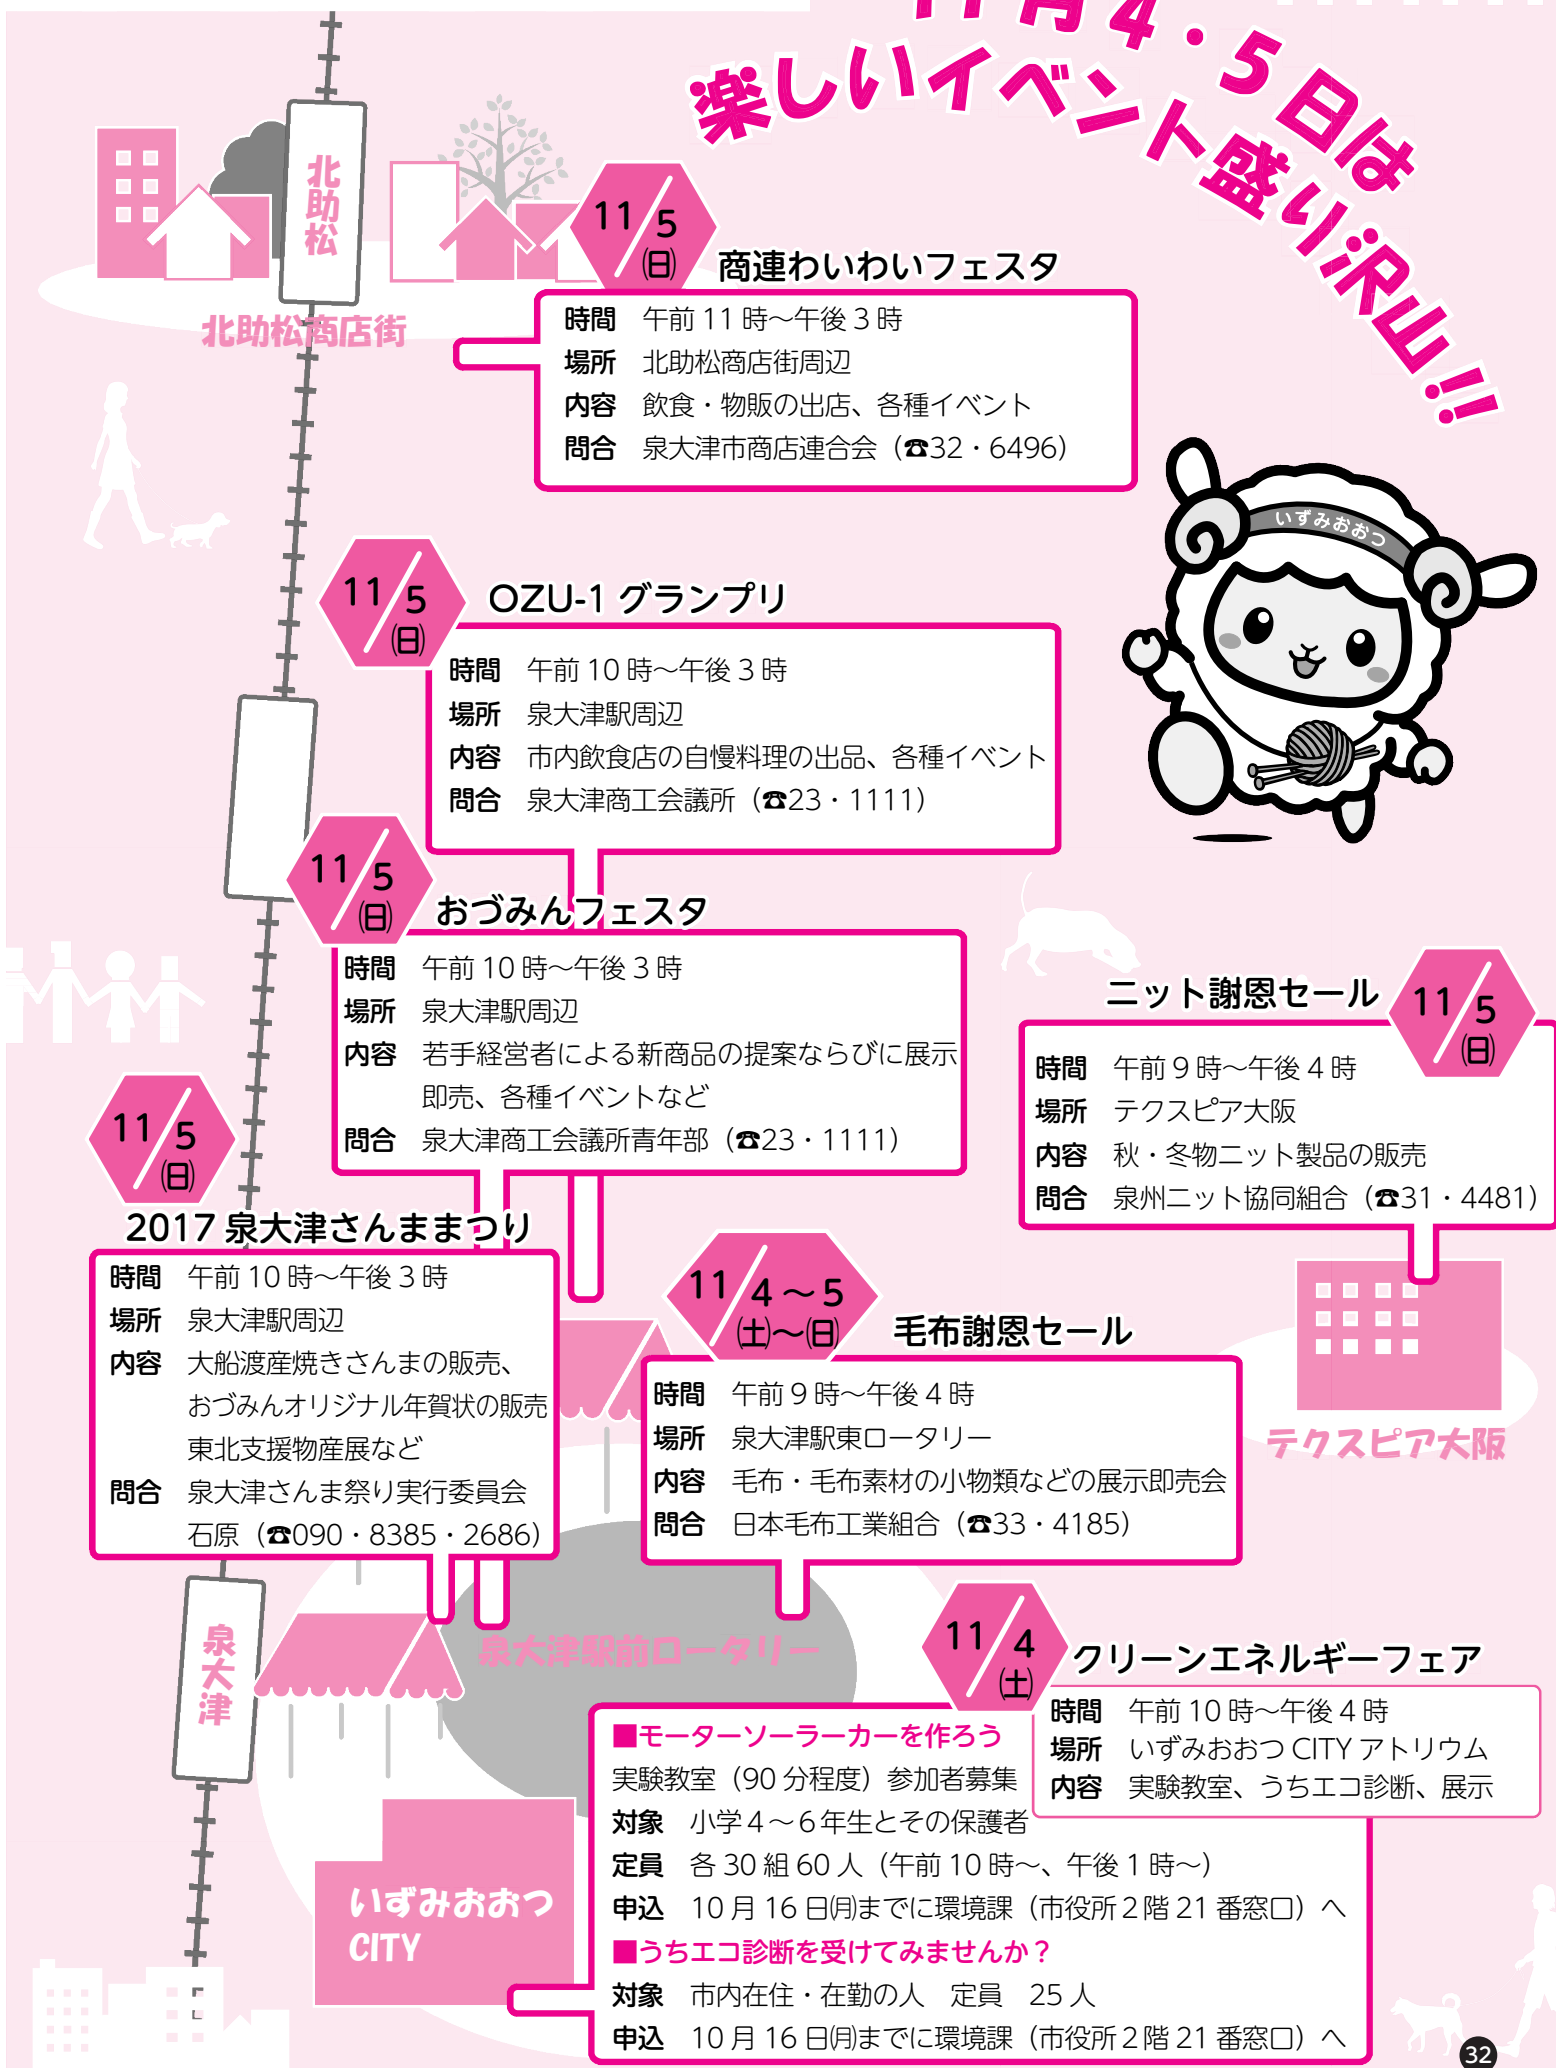 11月4・5日は
楽しいイベント盛り沢山!!
北助松
北助松商店街
11/5
(日)
商連わいわいフェスタ
時間 午前11時～午後3時
場所 北助松商店街周辺
内容 飲食・物販の出店、各種イベント
問合 泉大津市商店連合会（☎32・6496）
いずみおおつ
11/5
(日)
OZU-1グランプリ
時間 午前10時～午後3時
場所 泉大津駅周辺
内容 市内飲食店の自慢料理の出品、各種イベント
問合 泉大津商工会議所（☎23・1111）
11/5
(日)
おづみんフェスタ
時間 午前10時～午後3時
場所 泉大津駅周辺
内容 若手経営者による新商品の提案ならびに展示
即売、各種イベントなど
問合 泉大津商工会議所青年部（☎23・1111）
ニット謝恩セール
11/5
(日)
時間 午前9時～午後4時
場所 テクスピア大阪
内容 秋・冬物ニット製品の販売
問合 泉州ニット協同組合（☎31・4481）
テクスピア大阪
11/5
(日)
2017泉大津さんままつり
時間 午前10時～午後3時
場所 泉大津駅周辺
内容 大船渡産焼きさんまの販売、
おづみんオリジナル年賀状の販売
東北支援物産展など
問合 泉大津さんま祭り実行委員会
石原（☎090・8385・2686）
11/4～5
(土)～(日)
毛布謝恩セール
時間 午前9時～午後4時
場所 泉大津駅東ロータリー
内容 毛布・毛布素材の小物類などの展示即売会
問合 日本毛布工業組合（☎33・4185）
泉大津
泉大津駅前ロータリー
11/4
(土)
クリーンエネルギーフェア
時間 午前10時～午後4時
場所 いずみおおつCITYアトリウム
内容 実験教室、うちエコ診断、展示
■モーターソーラーカーを作ろう
実験教室（90分程度）参加者募集
対象 小学4～6年生とその保護者
定員 各30組60人（午前10時～、午後1時～）
申込 10月16日(月)までに環境課（市役所2階21番窓口）へ
■うちエコ診断を受けてみませんか？
対象 市内在住・在勤の人 定員 25人
申込 10月16日(月)までに環境課（市役所2階21番窓口）へ
いずみおおつ
CITY
32